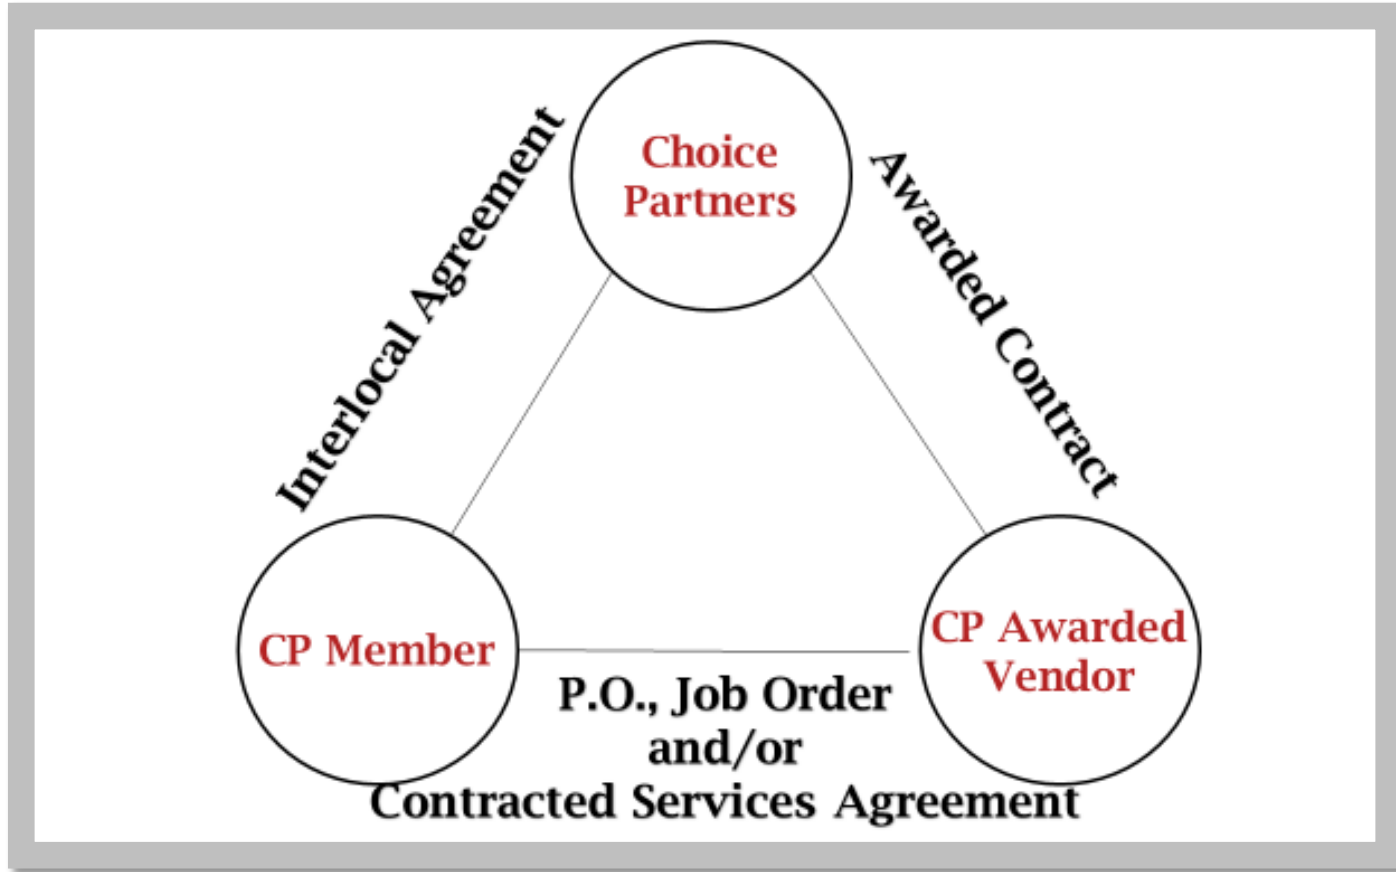 Choice
Partners
Interlocal Agreement
Awarded Contract
CP Member
CP Awarded
Vendor
P.O., Job Order
and/or
Contracted Services Agreement